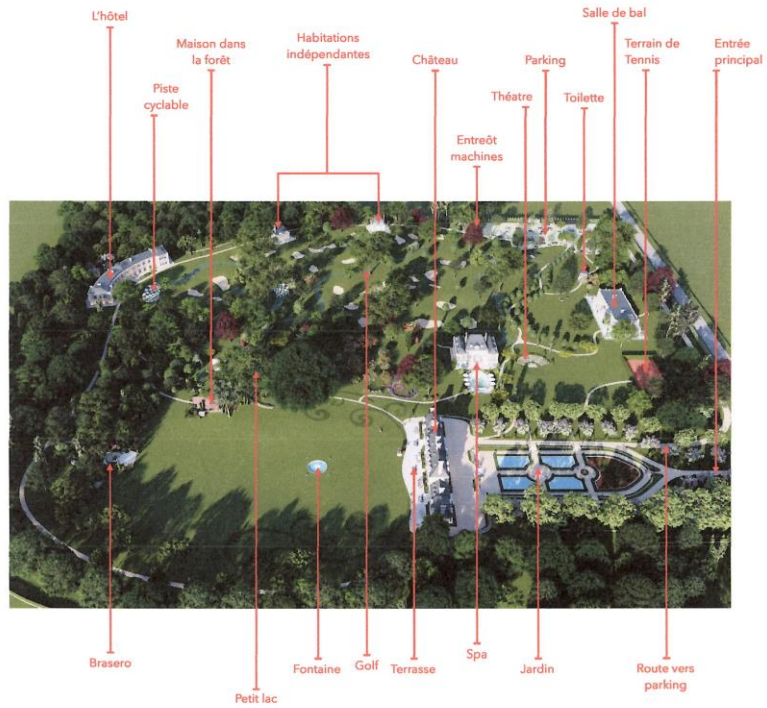 L'hôtel
Piste
cyclable
Maison dans
la forêt
Habitations
indépendantes
Château
Entreôt
machines
Théatre
Parking
Toilette
Salle de bal
Terrain de
Tennis
Entrée
principal
Brasero
Petit lac
Fontaine
Golf
Terrasse
Spa
Jardin
Route vers
parking